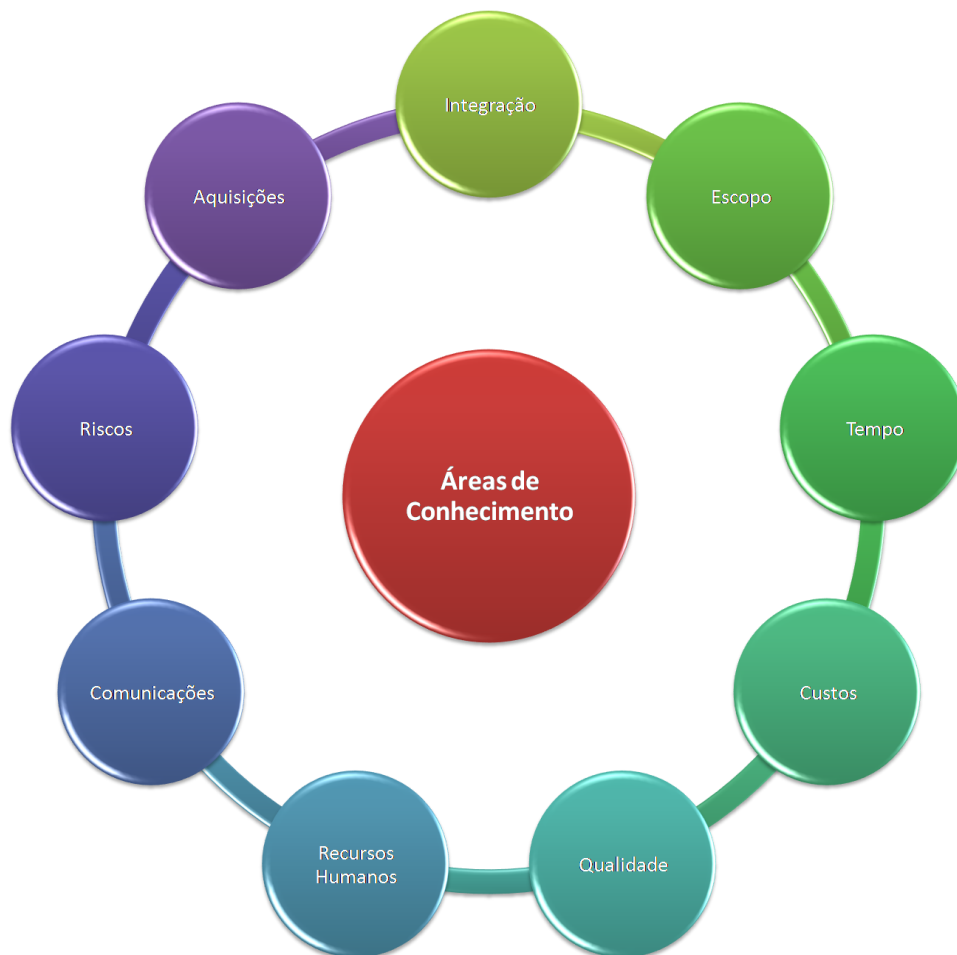 Integração
Escopo
Tempo
Custos
Qualidade
Recursos
Humanos
Comunicações
Riscos
Aquisições
Áreas de
Conhecimento